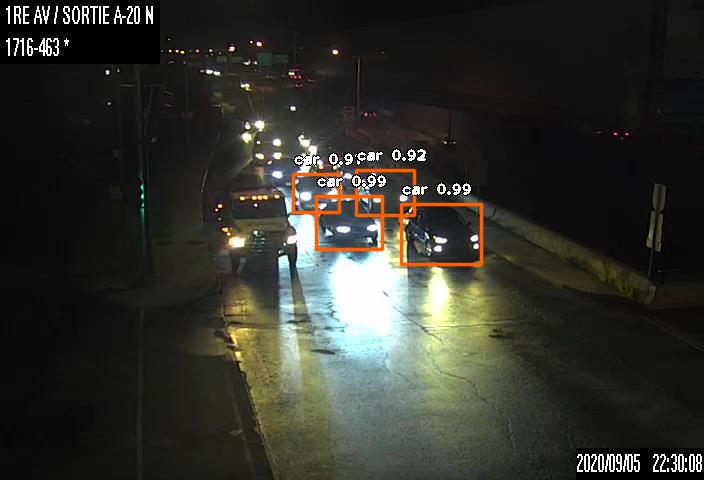 1RE AV / SORTIE A-20 N
1716-463 *
car 0.9
car 0.92
car 0.99
car 0.99
2020/09/05 22:30:08